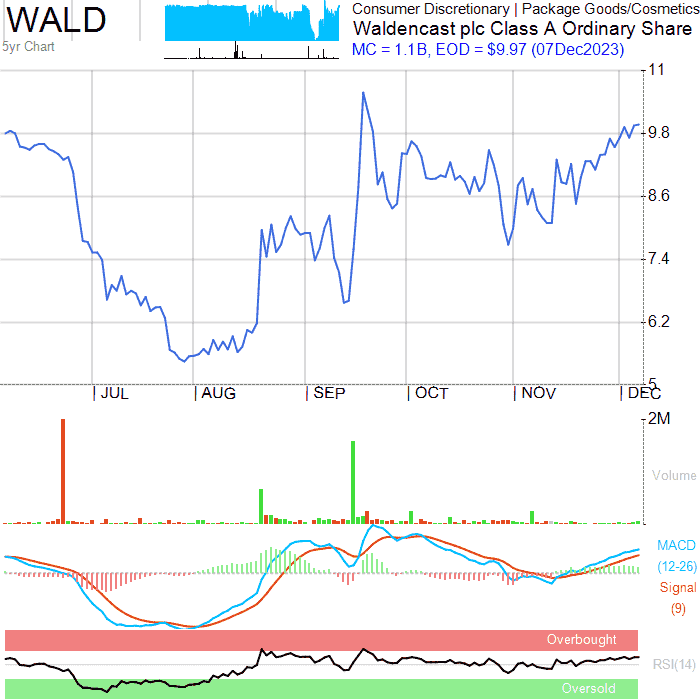 WALD
5yr Chart
Consumer Discretionary | Package Goods/Cosmetics
Waldencast plc Class A Ordinary Share
MC = 1.1B, EOD = $9.97 (07Dec2023)
11
9.8
8.6
7.4
6.2
5
JUL AUG SEP OCT NOV DEC
2M
Volume
MACD
(12-26)
Signal
(9)
Overbought
RSI(14)
Oversold